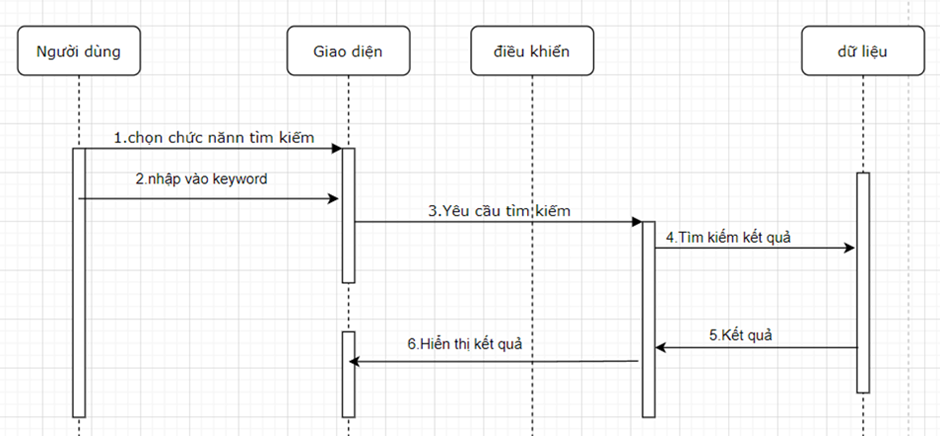 Người dùng
Giao diện
điều khiển
dữ liệu
1.chọn chức nănn tìm kiếm
2.nhập vào keyword
3.Yêu cầu tìm kiếm
4.Tìm kiếm kết quả
5.Kết quả
6.Hiển thị kết quả